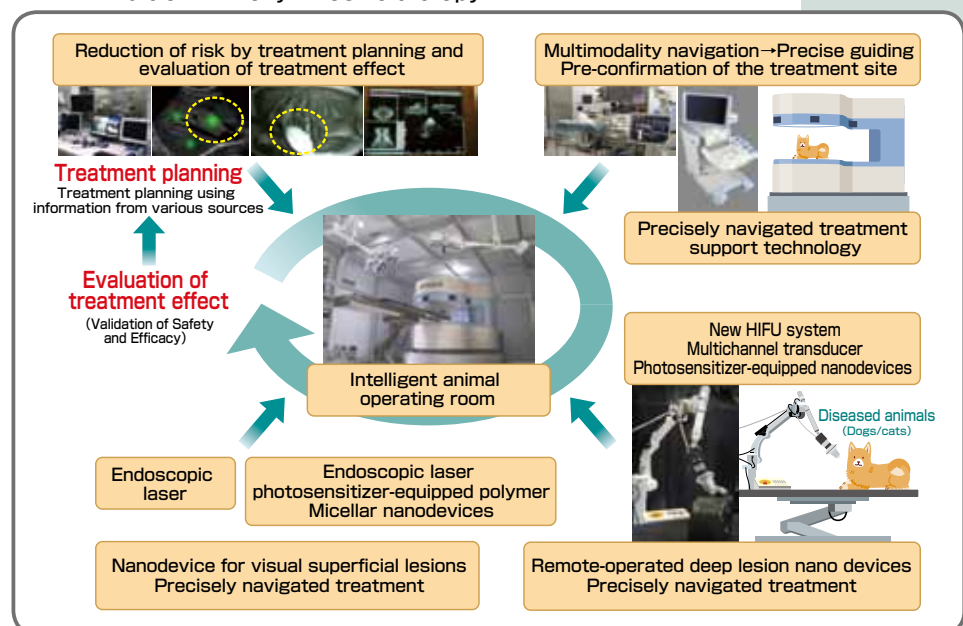 Reduction of risk by treatment planning and
evaluation of treatment effect
Multimodality navigation→Precise guiding
Pre-confirmation of the treatment site
Treatment planning
Treatment planning using
information from various sources
Precisely navigated treatment
support technology
Evaluation of
treatment effect
(Validation of Safety
and Efficacy)
Intelligent animal
operating room
New HIFU system
Multichannel transducer
Photosensitizer-equipped nanodevices
Diseased animals
(Dogs/cats)
Endoscopic
laser
Endoscopic laser
photosensitizer-equipped polymer
Micellar nanodevices
Nanodevice for visual superficial lesions
Precisely navigated treatment
Remote-operated deep lesion nano devices
Precisely navigated treatment